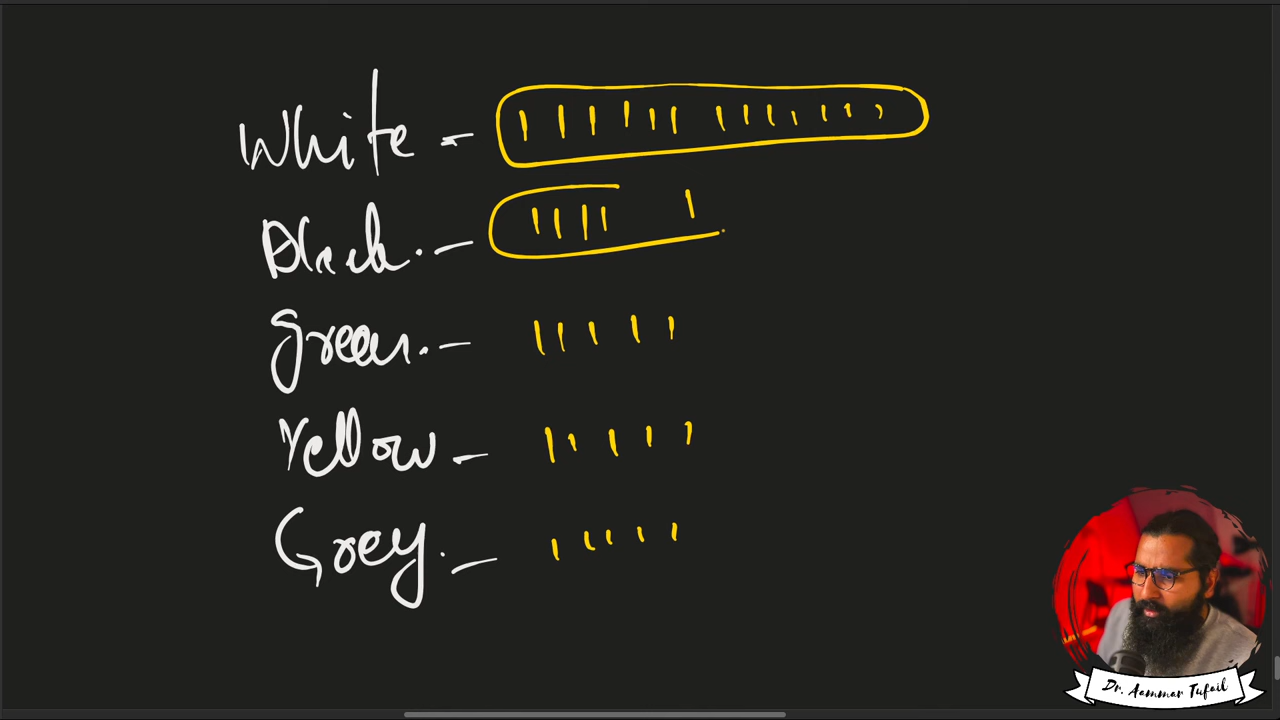 White -
Black. -
Green. -
Yellow -
Grey. -
Dr. Aammar Tufail